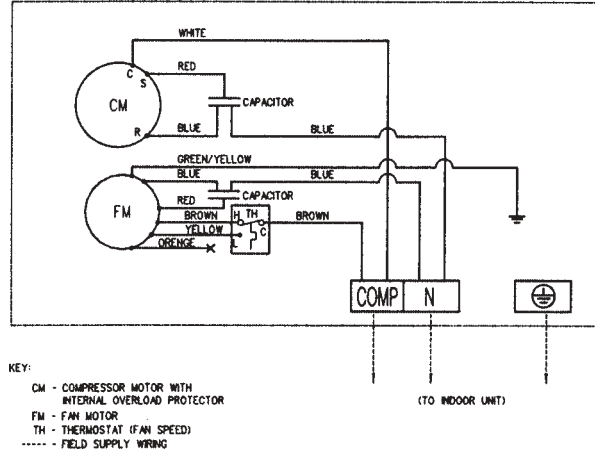 WHITE
C
S
RED
CM
CAPACITOR
R
BLUE
BLUE
GREEN/YELLOW
BLUE
BLUE
CAPACITOR
RED
FM
BROWN
H TH
BROWN
YELLOW
L
C
ORENGE
COMP N
(TO INDOOR UNIT)
KEY:
CM - COMPRESSOR MOTOR WITH
INTERNAL OVERLOAD PROTECTOR
FM - FAN MOTOR
TH - THERMOSTAT (FAN SPEED)
----- - FIELD SUPPLY WIRING